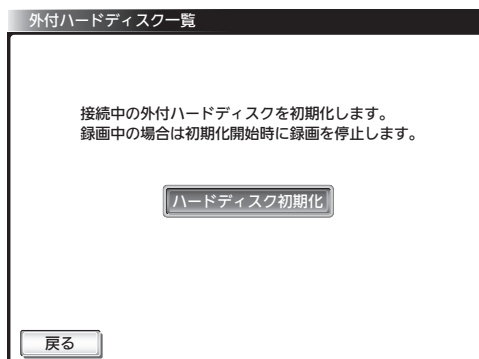 外付ハードディスク一覧
接続中の外付ハードディスクを初期化します。
録画中の場合は初期化開始時に録画を停止します。
ハードディスク初期化
戻る